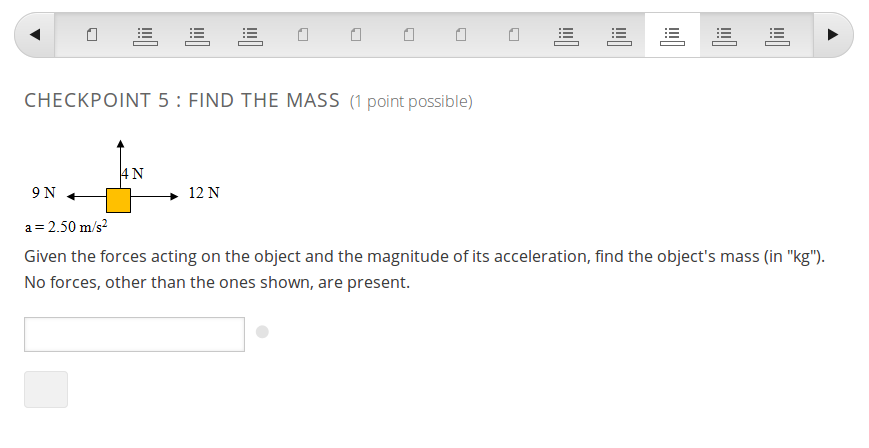 CHECKPOINT 5 : FIND THE MASS (1 point possible)
4 N
9 N 12 N
a = 2.50 m/s²
Given the forces acting on the object and the magnitude of its acceleration, find the object's mass (in "kg").
No forces, other than the ones shown, are present.